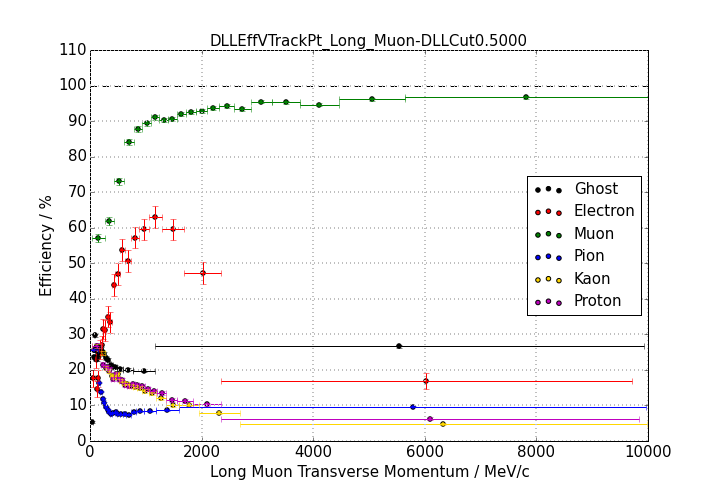 DLLEffVTrackPt_Long_Muon-DLLCut0.5000
110
100
90
80
70
60
50
40
30
20
10
0
Efficiency / %
Ghost
Electron
Muon
Pion
Kaon
Proton
0 2000 4000 6000 8000 10000
Long Muon Transverse Momentum / MeV/c